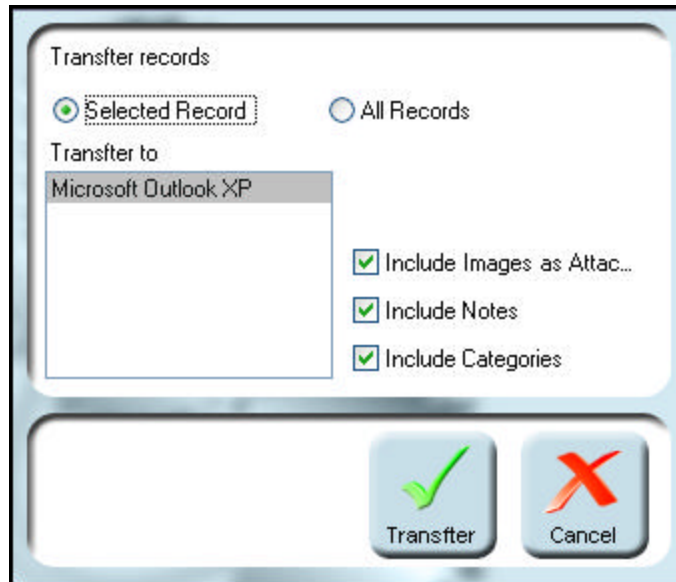 Transfter records
Selected Record
All Records
Transfter to
Microsoft Outlook XP
Include Images as Attac...
Include Notes
Include Categories
Transfter
Cancel